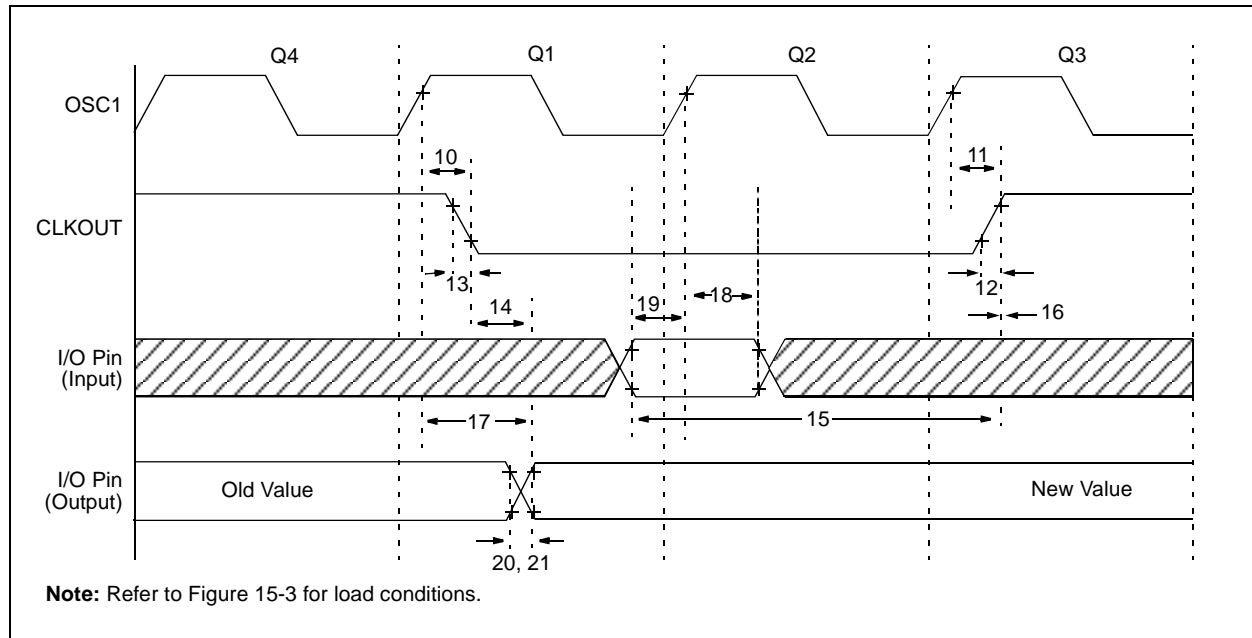 Q4 Q1 Q2 Q3
OSC1
10 11
CLKOUT
13 12
14 19 18 16
I/O Pin
(Input)
17 15
I/O Pin
(Output)
Old Value New Value
20, 21
Note: Refer to Figure 15-3 for load conditions.